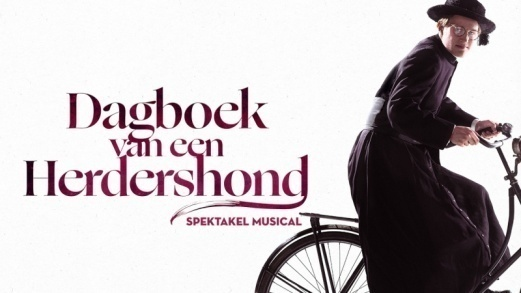 Dagboek
van een
Herdershond
SPEKTAKEL MUSICAL